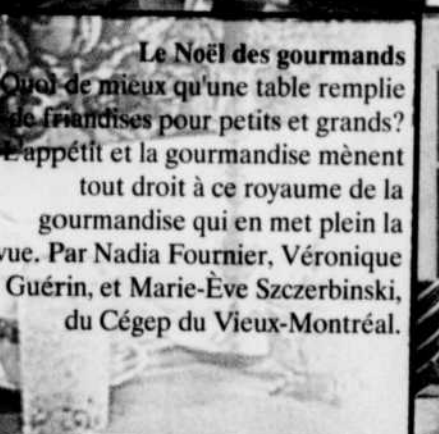 Le Noël des gourmands
Quoi de mieux qu'une table remplie
de friandises pour petits et grands?
L'appétit et la gourmandise mènent
tout droit à ce royaume de la
gourmandise qui en met plein la
vue. Par Nadia Fournier, Véronique
Guérin, et Marie-Ève Szczerbinski,
du Cégep du Vieux-Montréal.